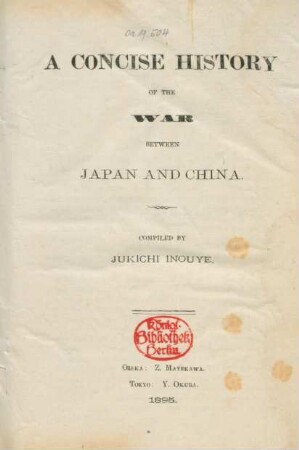 A CONCISE HISTORY
OF THE
WAR
BETWEEN
JAPAN AND CHINA.
COMPILED BY
JUKICHI INOUYE,
Königl.
Bibliothek
Berlin.
OSAKA: Z. MAYEKAWA.
TOKYO: Y. OKURA.
1895.